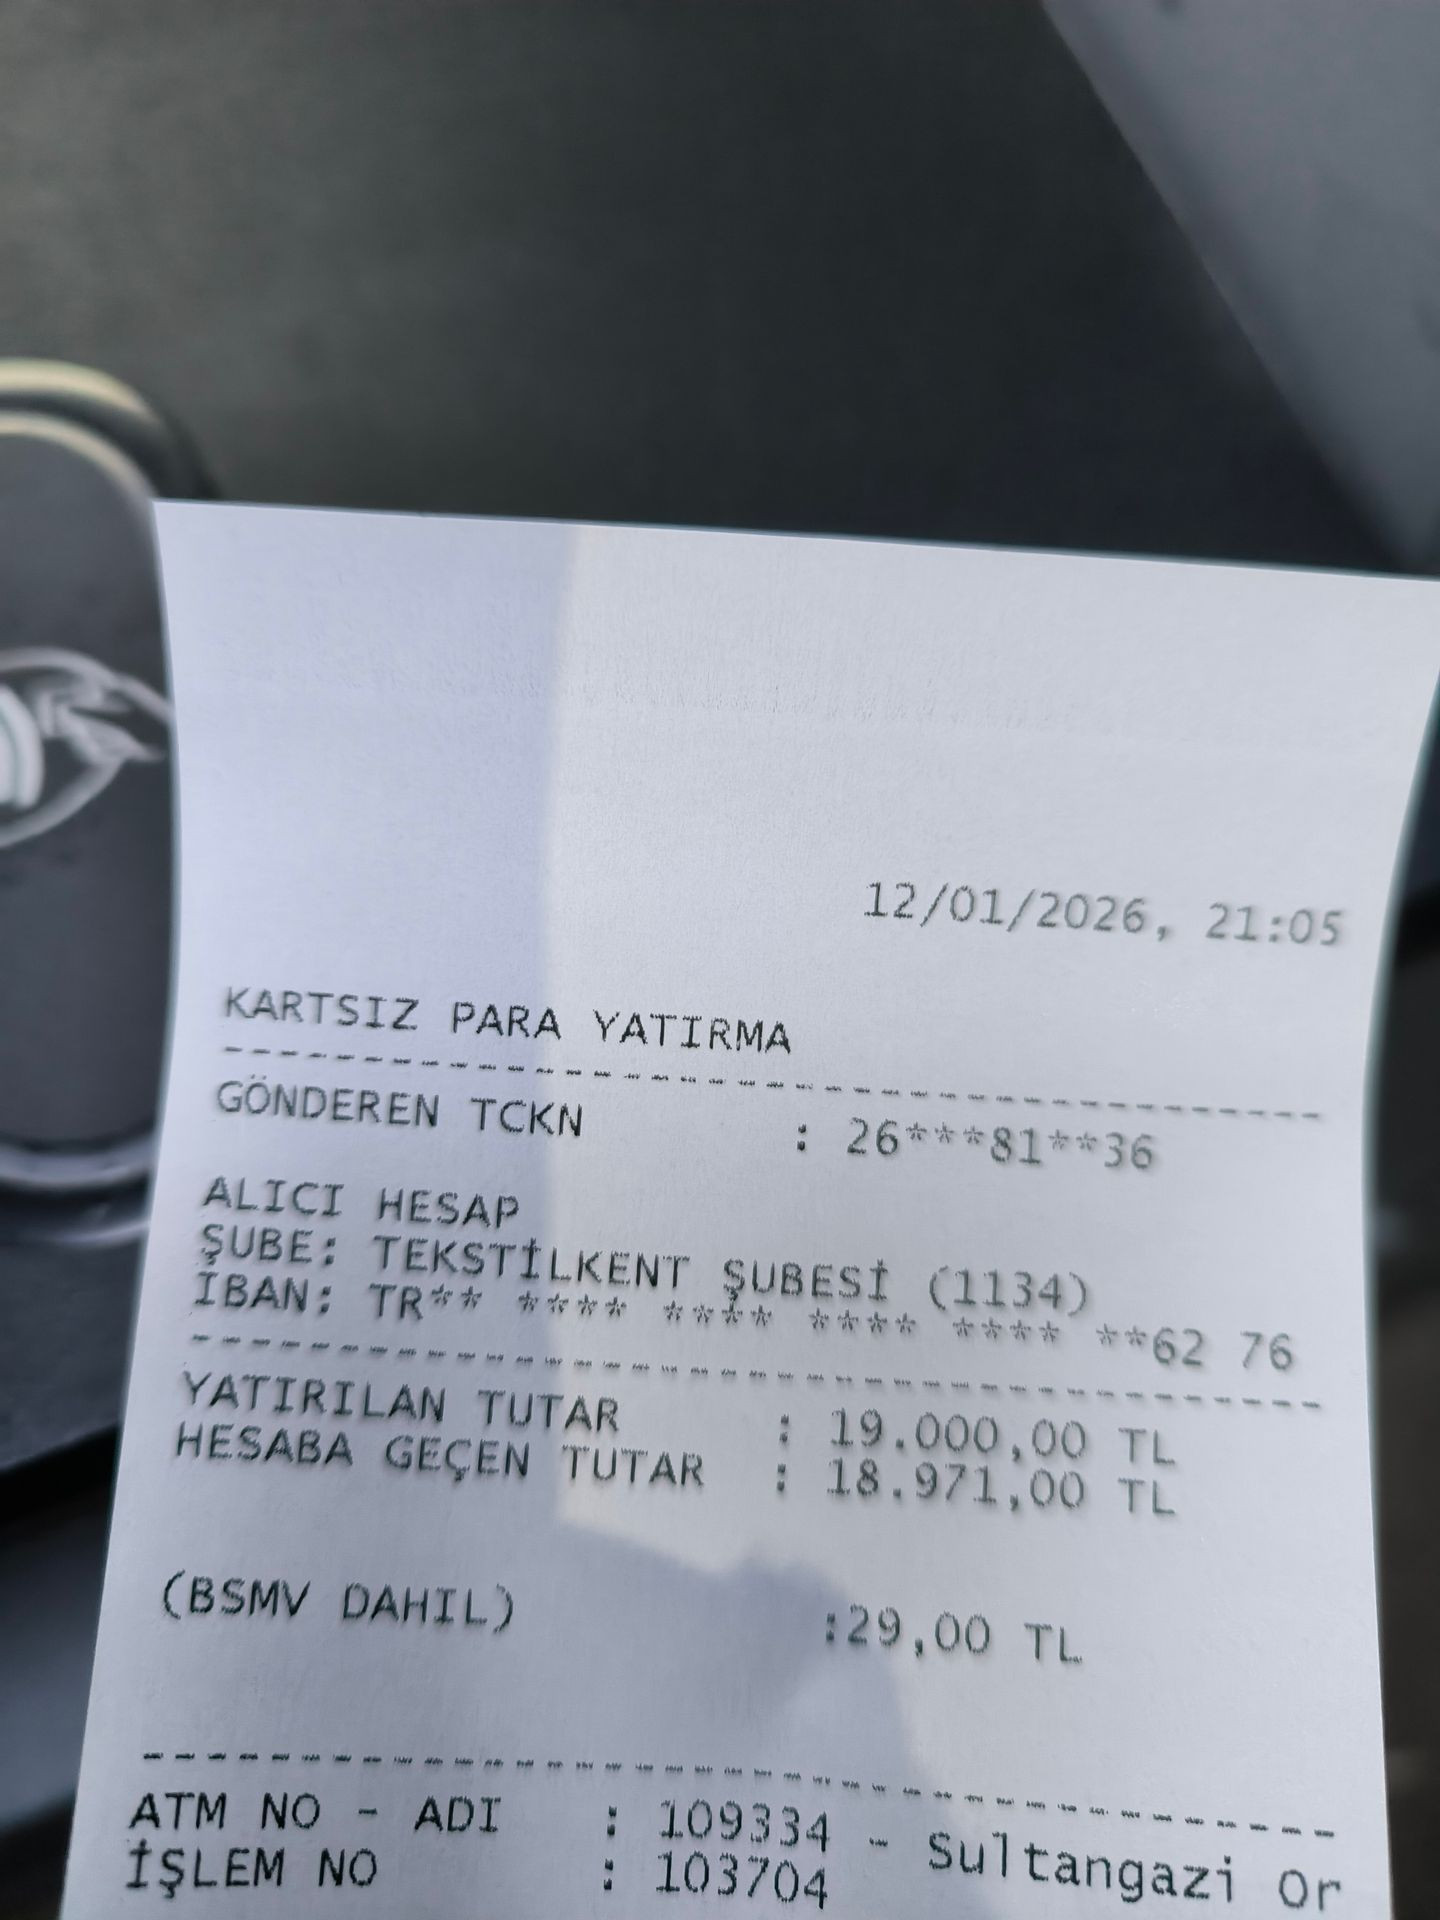 12/01/2026, 21:05
KARTSIZ PARA YATIRMA
------------------------------------
GÖNDEREN TCKN : 26***81**36
ALICI HESAP
ŞUBE: TEKSTİLKENT ŞUBESİ (1134)
İBAN: TR** **** **** **** **** **62 76
------------------------------------
YATIRILAN TUTAR : 19.000,00 TL
HESABA GEÇEN TUTAR : 18.971,00 TL
(BSMV DAHIL) :29,00 TL
------------------------------------
ATM NO - ADI : 109334 - Sultangazi Or
İŞLEM NO : 103704